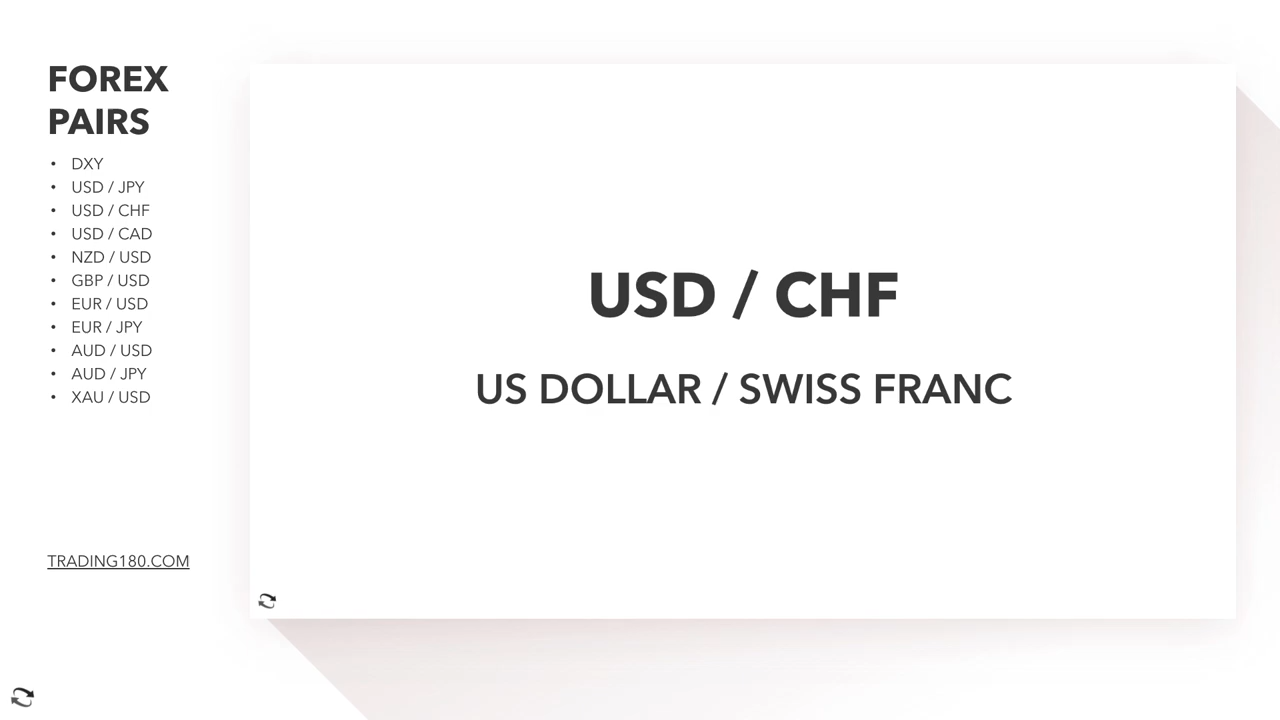 FOREX
PAIRS
• DXY
• USD / JPY
• USD / CHF
• USD / CAD
• NZD / USD
• GBP / USD
• EUR / USD
• EUR / JPY
• AUD / USD
• AUD / JPY
• XAU / USD
TRADING180.COM
USD / CHF
US DOLLAR / SWISS FRANC